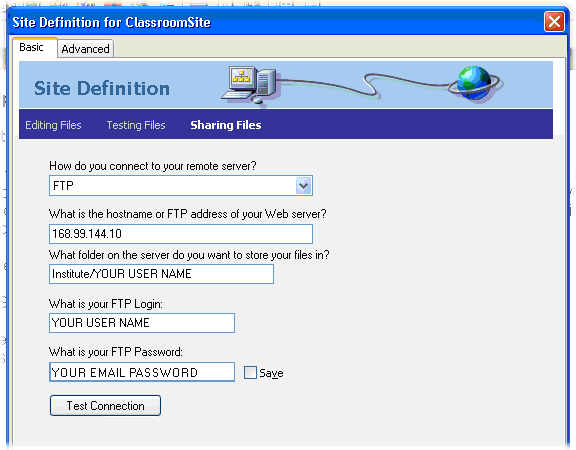 Site Definition for ClassroomSite
Basic
Advanced
Site Definition
Editing Files
Testing Files
Sharing Files
How do you connect to your remote server?
FTP
What is the hostname or FTP address of your Web server?
168.99.144.10
What folder on the server do you want to store your files in?
Institute/YOUR USER NAME
What is your FTP Login:
YOUR USER NAME
What is your FTP Password:
YOUR EMAIL PASSWORD
Save
Test Connection